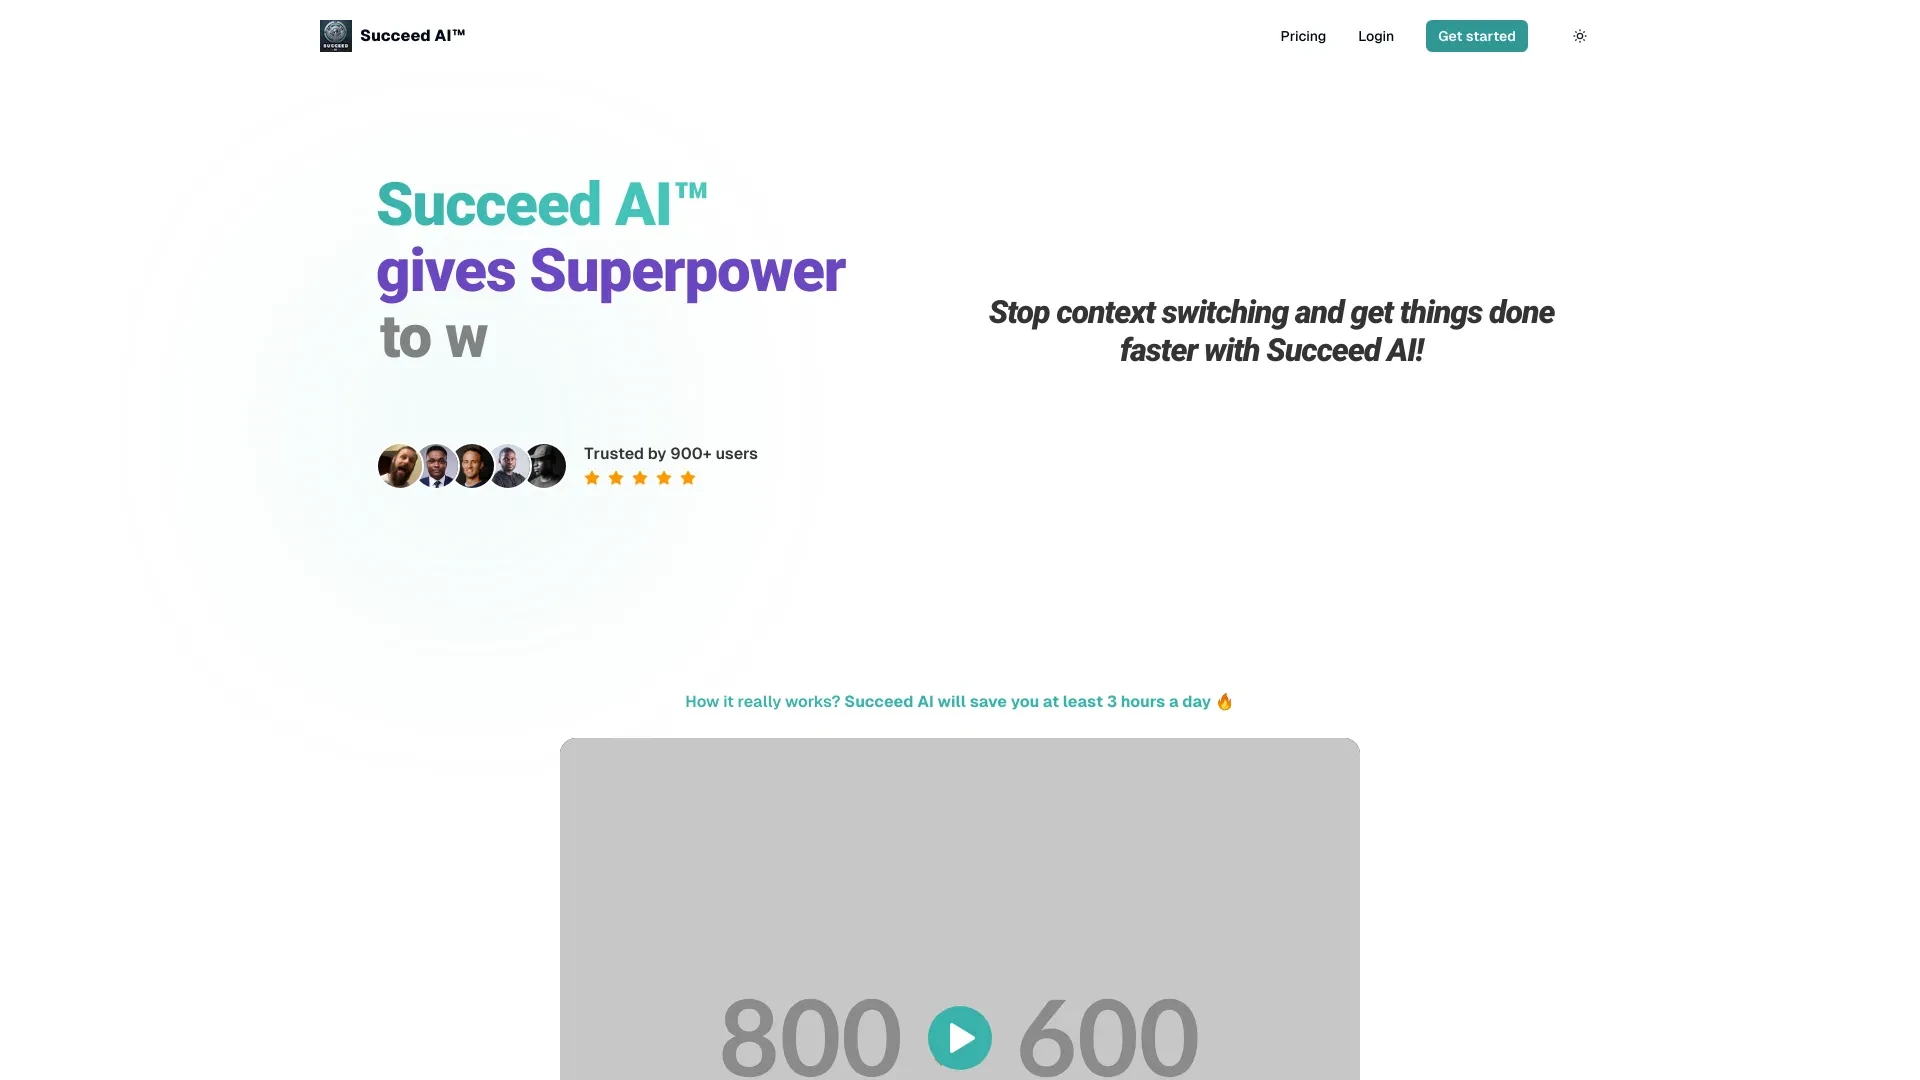 SUCCEED
Succeed AI™
Pricing
Login
Get started
Succeed AI™
gives Superpower
to w
Stop context switching and get things done
faster with Succeed AI!
Trusted by 900+ users
How it really works? Succeed AI will save you at least 3 hours a day 🔥
800
600